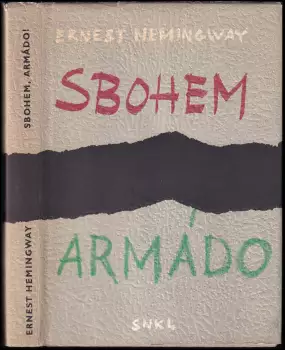 ERNEST HEMINGWAY
SBOHEM
ARMÁDO
SNKL
ERNEST HEMINGWAY
SBOHEM, ARMÁDO!